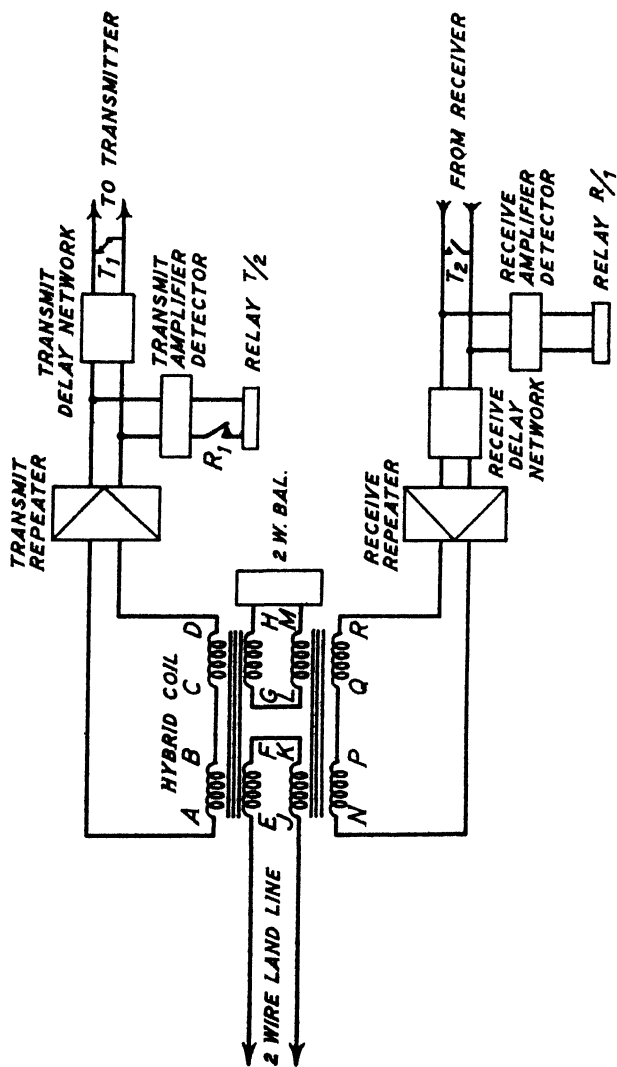 TO TRANSMITTER
T1
TRANSMIT
DELAY NETWORK
TRANSMIT
AMPLIFIER
DETECTOR
RELAY T/2
R1
TRANSMIT
REPEATER
2 W. BAL.
HYBRID COIL
A B C D
E F G H
J K L M
N P Q R
2 WIRE LAND LINE
RECEIVE
REPEATER
RECEIVE
DELAY
NETWORK
FROM RECEIVER
T2
RECEIVE
AMPLIFIER
DETECTOR
RELAY R/1